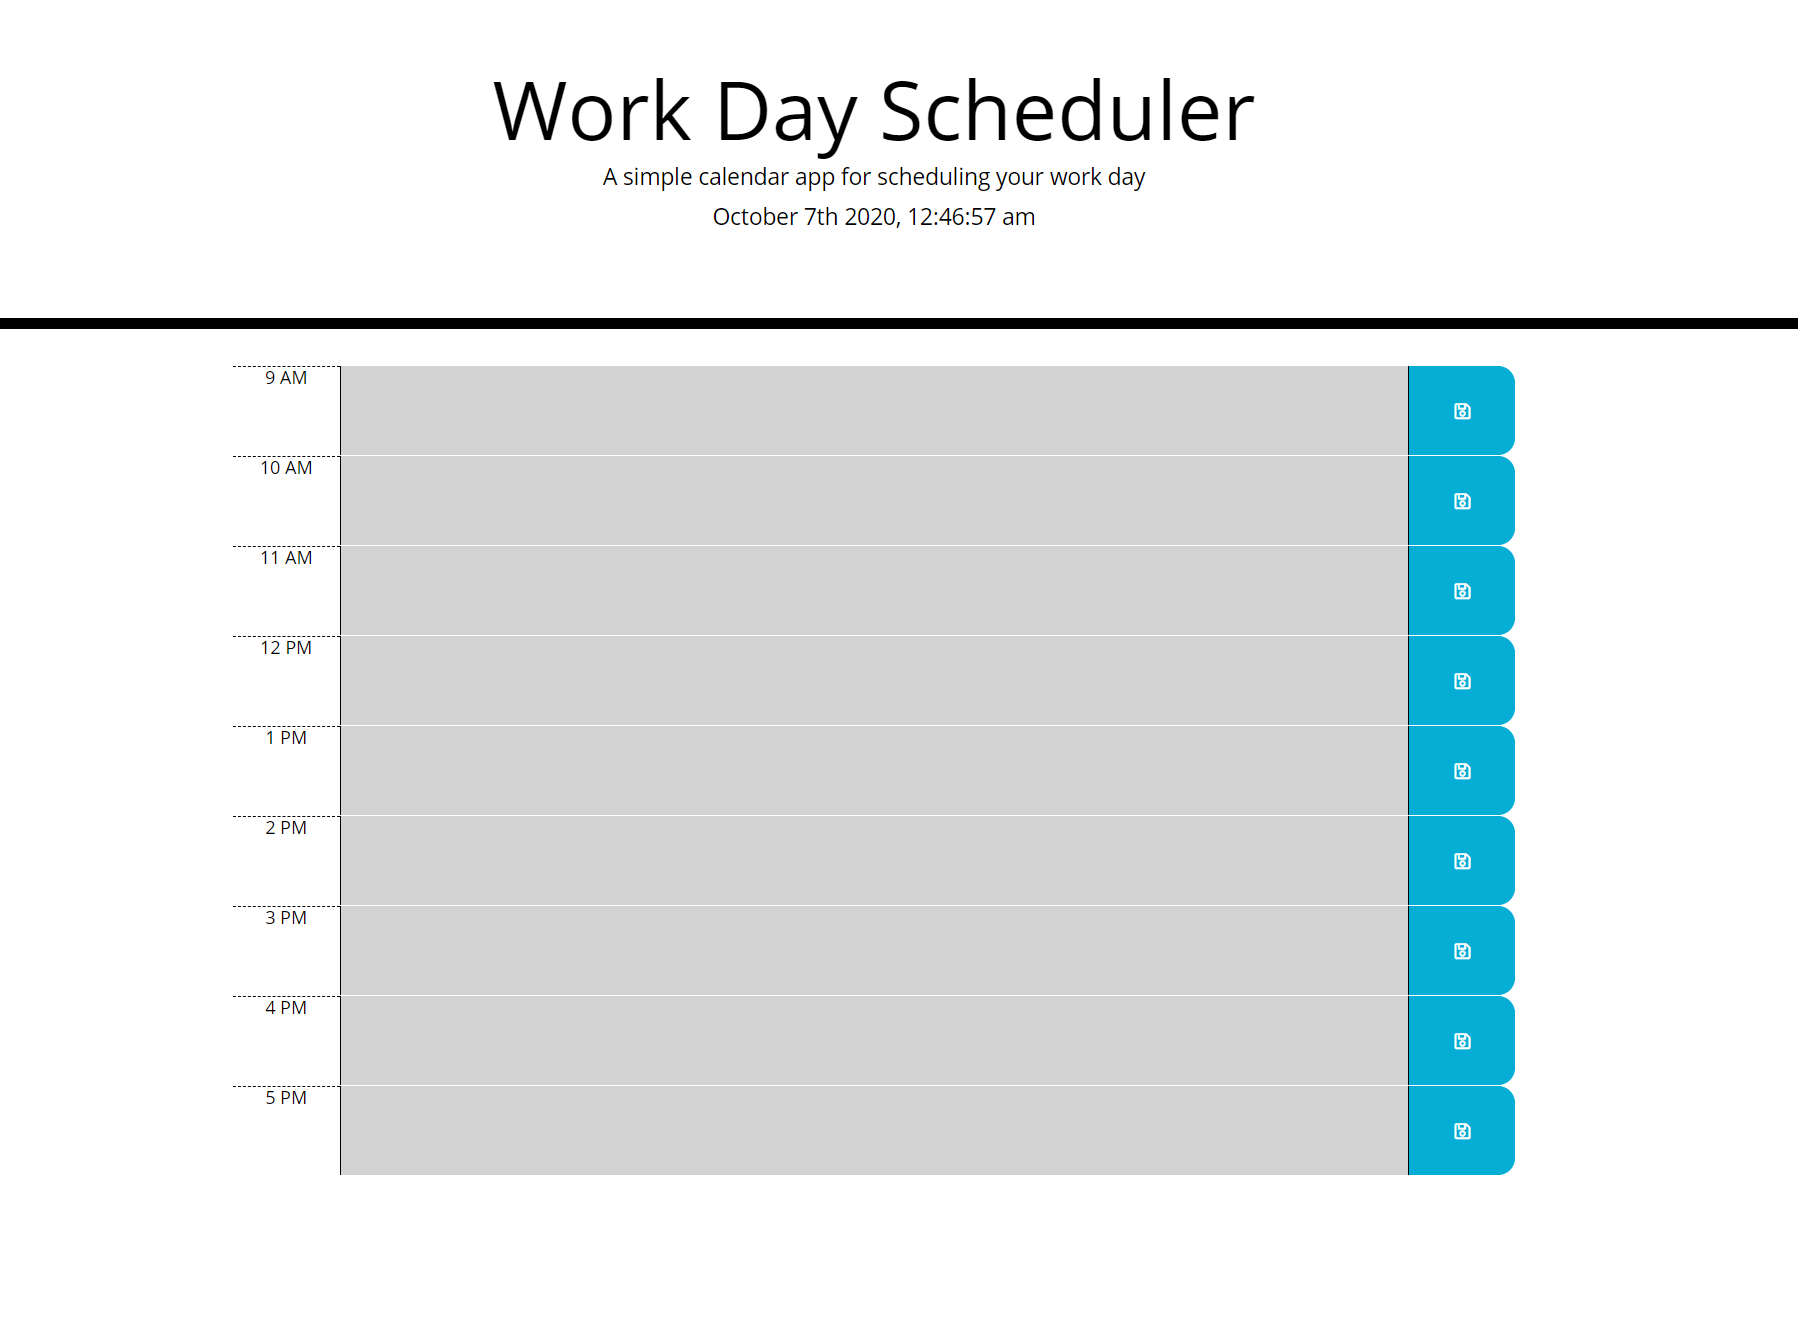 Work Day Scheduler
A simple calendar app for scheduling your work day
October 7th 2020, 12:46:57 am
9 AM
10 AM
11 AM
12 PM
1 PM
2 PM
3 PM
4 PM
5 PM